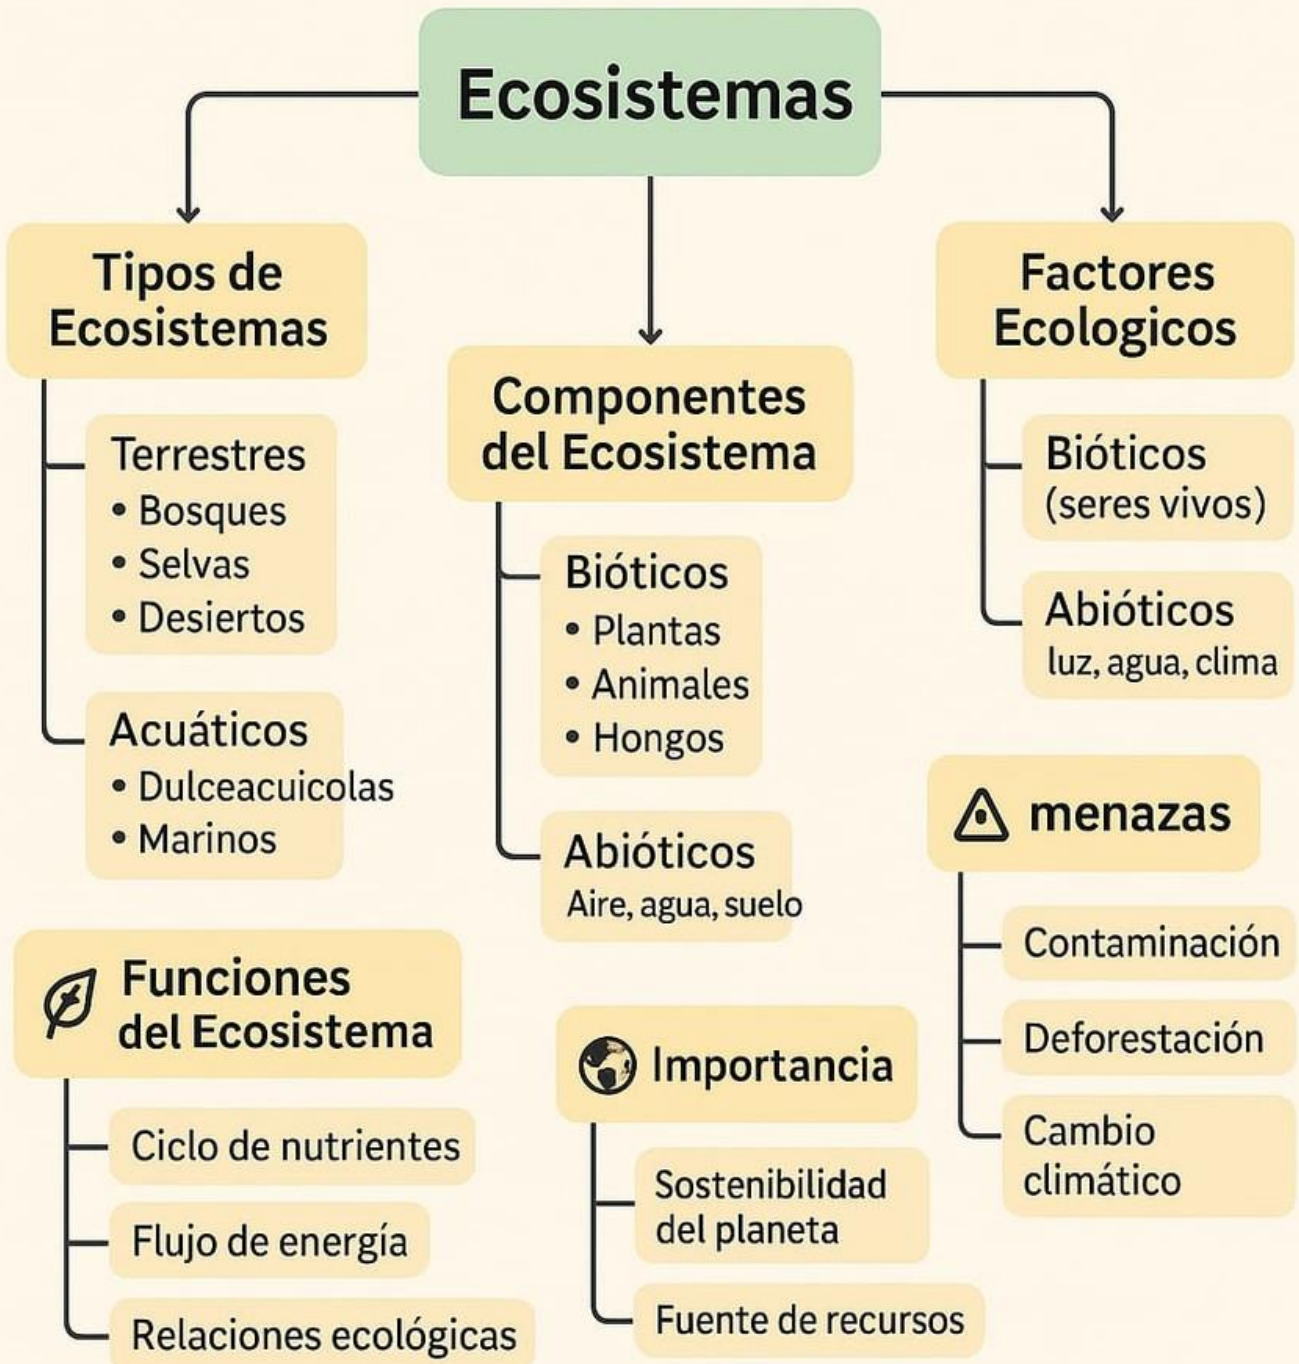 Ecosistemas
Tipos de
Ecosistemas
Terrestres
• Bosques
• Selvas
• Desiertos
Acuáticos
• Dulceacuicolas
• Marinos
Componentes
del Ecosistema
Bióticos
• Plantas
• Animales
• Hongos
Abióticos
Aire, agua, suelo
Factores
Ecologicos
Bióticos
(seres vivos)
Abióticos
luz, agua, clima
menazas
Contaminación
Deforestación
Cambio
climático
Funciones
del Ecosistema
Ciclo de nutrientes
Flujo de energía
Relaciones ecológicas
Importancia
Sostenibilidad
del planeta
Fuente de recursos